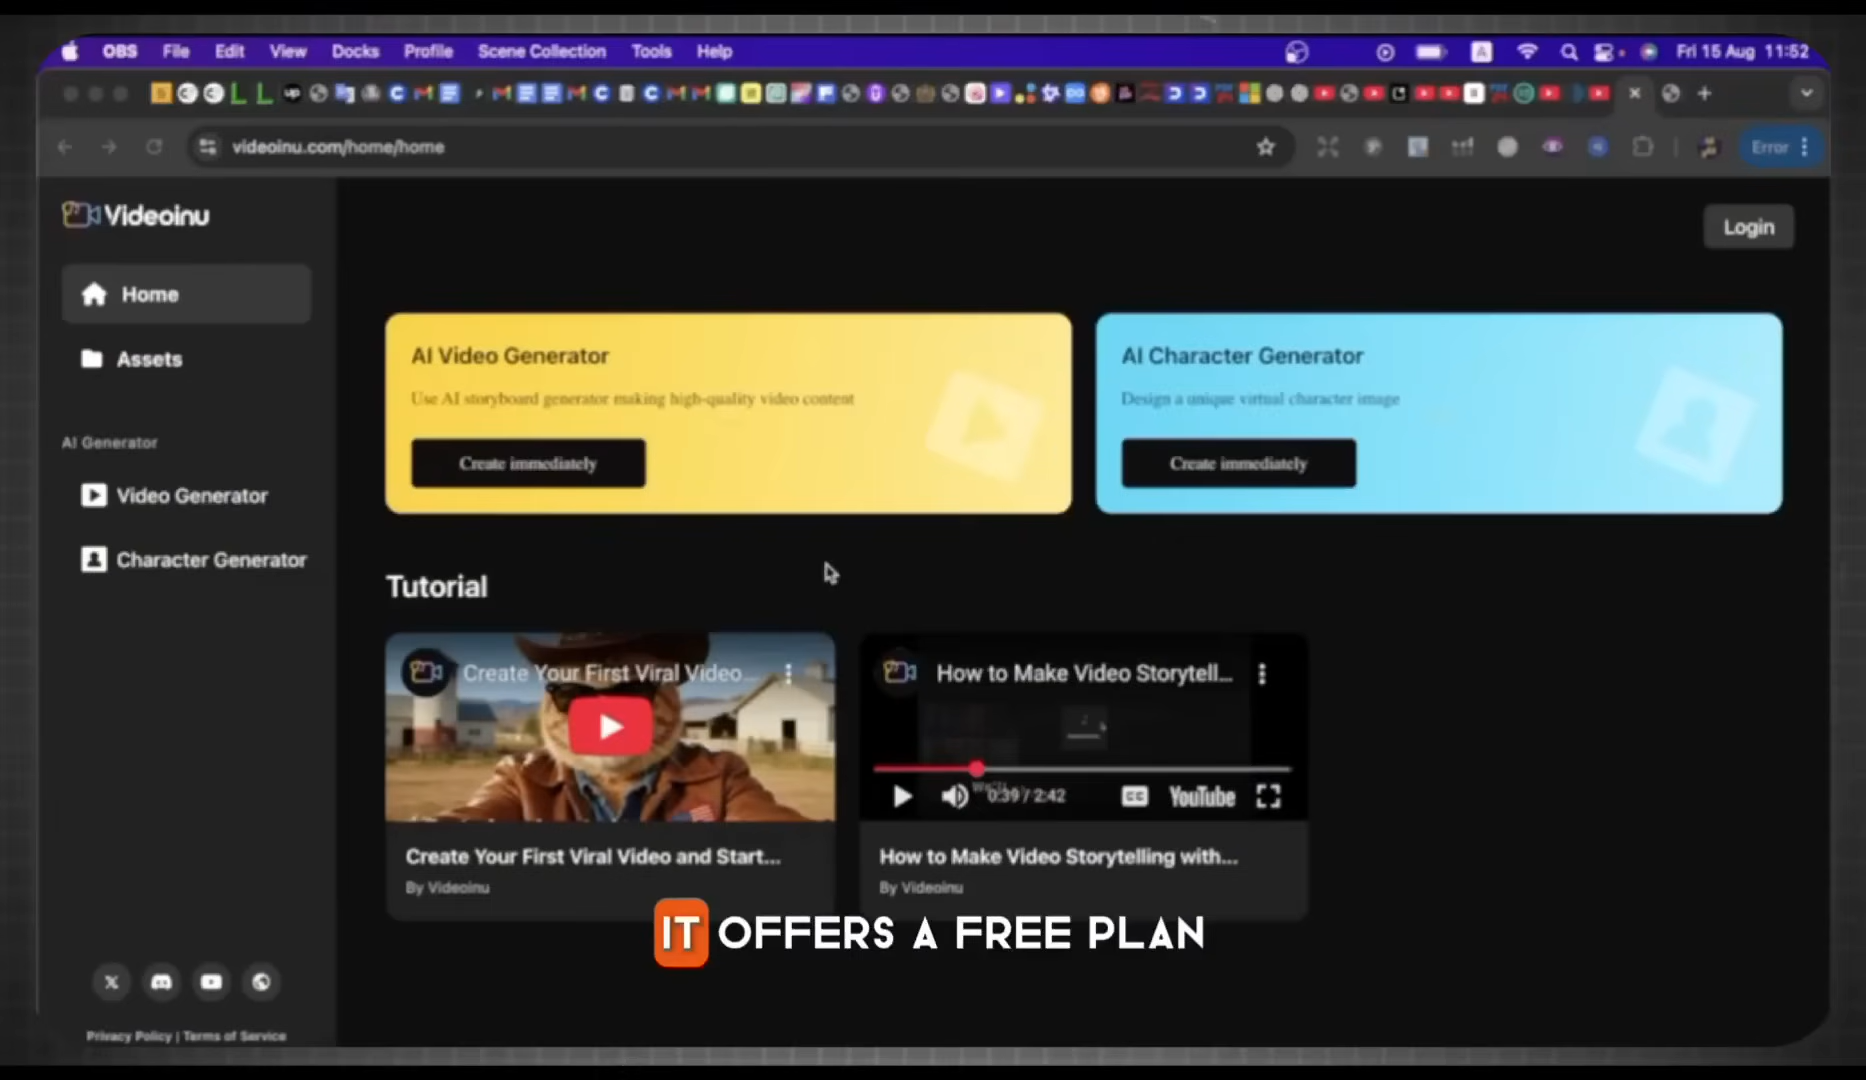 OBS File Edit View Docks Profile Scene Collection Tools Help A Fri 15 Aug 11:52
videoinu.com/home/home
Error
Videoinu
Login
Home
Assets
AI Generator
Video Generator
Character Generator
AI Video Generator
Use AI storyboard generator making high-quality video content
Create immediately
AI Character Generator
Design a unique virtual character image
Create immediately
Tutorial
Create Your First Viral Video...
How to Make Video Storytell...
0:39 / 2:42
CC
YouTube
Create Your First Viral Video and Start...
By Videoinu
How to Make Video Storytelling with...
By Videoinu
IT OFFERS A FREE PLAN
Privacy Policy | Terms of Service